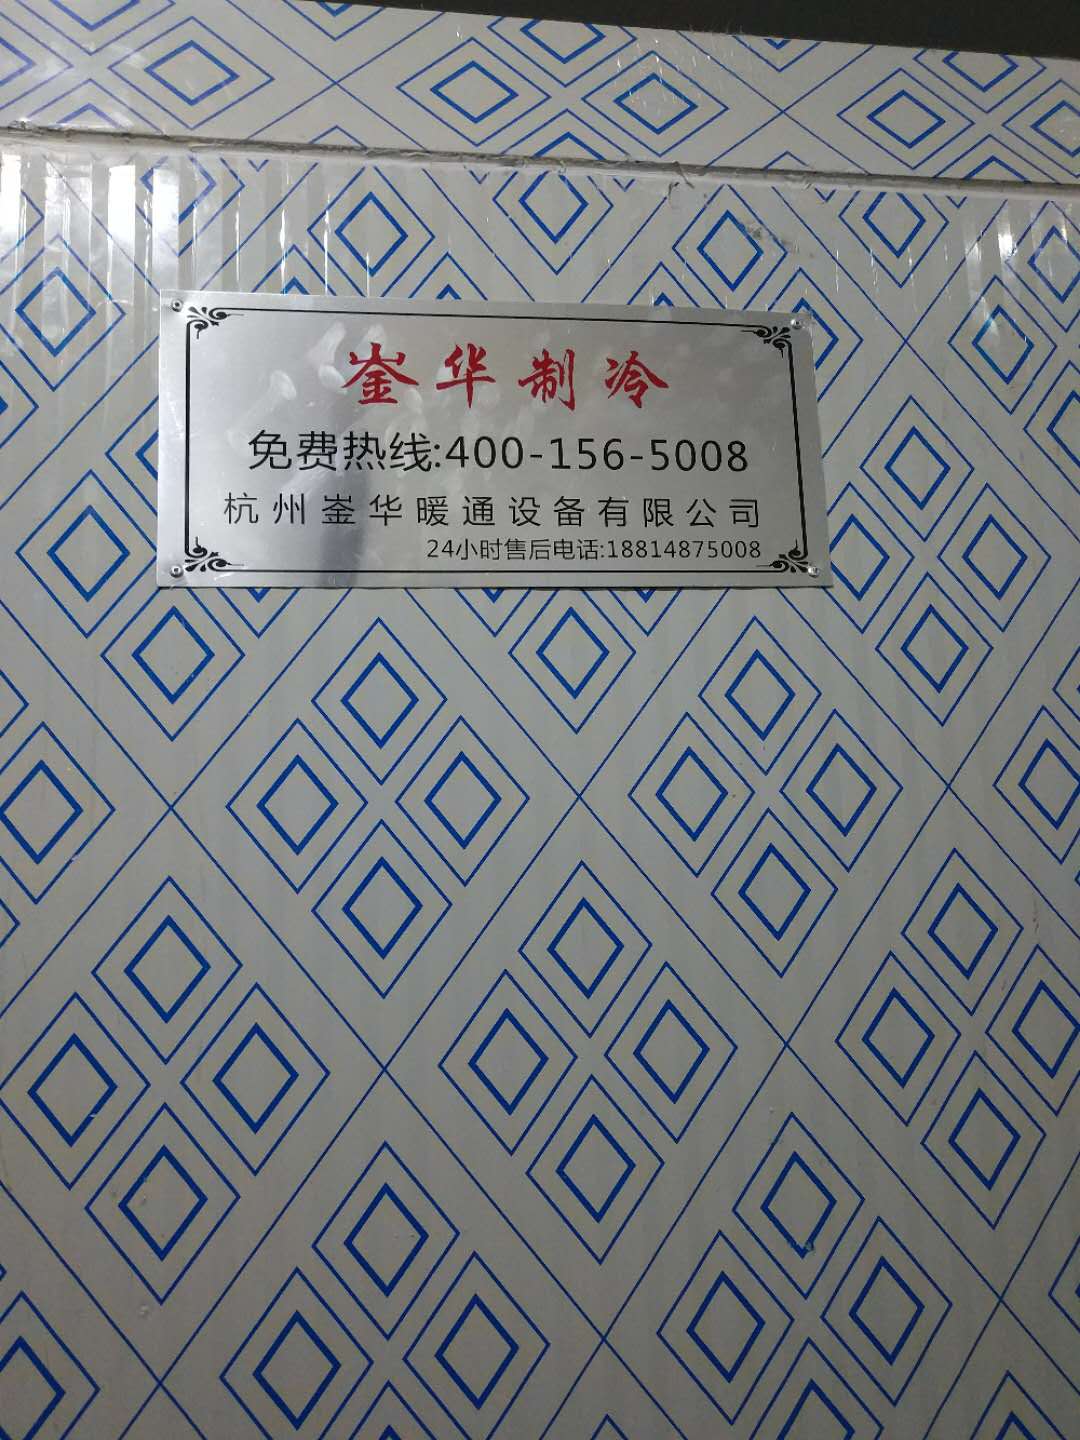 崟华制冷
免费热线:400-156-5008
杭州崟华暖通设备有限公司
24小时售后电话:18814875008